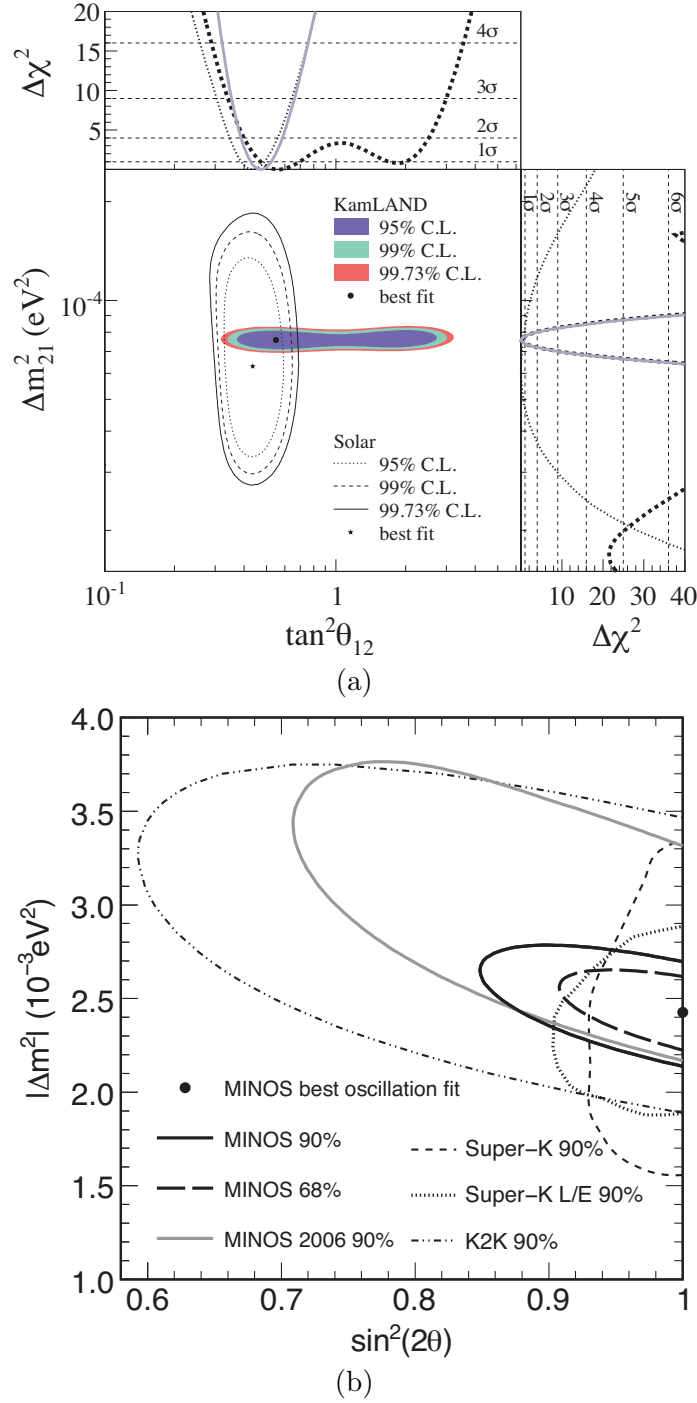 20
15
10
5
Δχ²
4σ
3σ
2σ
1σ
KamLAND
95% C.L.
99% C.L.
99.73% C.L.
best fit
Solar
95% C.L.
99% C.L.
99.73% C.L.
best fit
10⁻⁴
Δm²₂₁ (eV²)
1σ
2σ
3σ
4σ
5σ
6σ
10⁻¹
1
10
10 20 30 40
tan²θ₁₂
Δχ²
(a)
4.0
3.5
3.0
2.5
2.0
1.5
1.0
|Δm²| (10⁻³eV²)
MINOS best oscillation fit
MINOS 90%
MINOS 68%
MINOS 2006 90%
Super−K 90%
Super−K L/E 90%
K2K 90%
0.6 0.7 0.8 0.9 1
sin²(2θ)
(b)